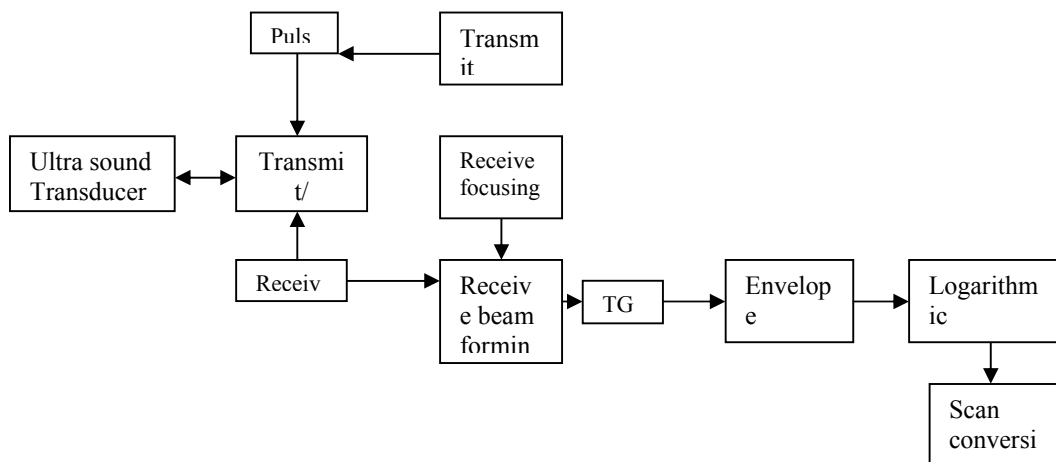 Puls
Transm
it
Ultra sound
Transducer
Transmi
t/
Receive
focusing
Receiv
Receiv
e beam
formin
TG
Envelop
e
Logarithm
ic
Scan
conversi